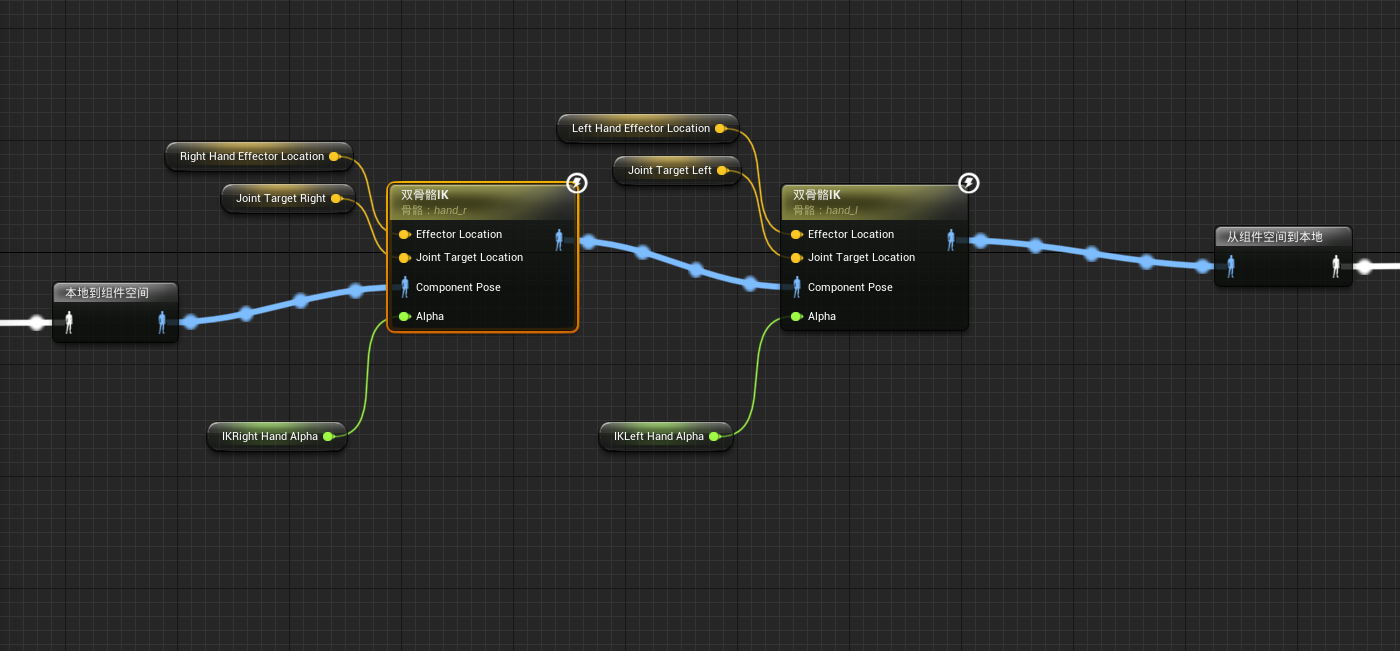 Left Hand Effector Location
Right Hand Effector Location
Joint Target Left
Joint Target Right
双骨骼IK
骨骼：hand_r
Effector Location
Joint Target Location
Component Pose
Alpha
双骨骼IK
骨骼：hand_l
Effector Location
Joint Target Location
Component Pose
Alpha
从组件空间到本地
本地到组件空间
IKRight Hand Alpha
IKLeft Hand Alpha